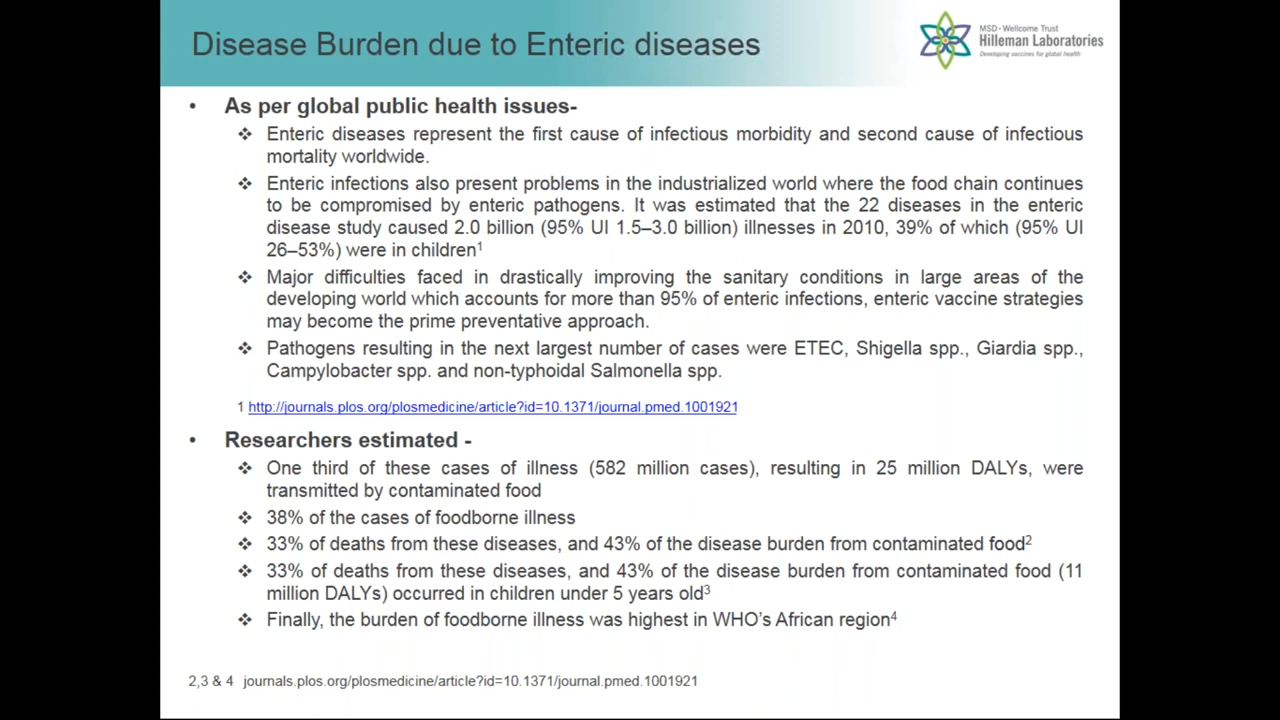 Disease Burden due to Enteric diseases
MSD・Wellcome Trust
Hilleman Laboratories
Developing vaccines for global health
• As per global public health issues-
❖ Enteric diseases represent the first cause of infectious morbidity and second cause of infectious
mortality worldwide.
❖ Enteric infections also present problems in the industrialized world where the food chain continues
to be compromised by enteric pathogens. It was estimated that the 22 diseases in the enteric
disease study caused 2.0 billion (95% UI 1.5–3.0 billion) illnesses in 2010, 39% of which (95% UI
26–53%) were in children¹
❖ Major difficulties faced in drastically improving the sanitary conditions in large areas of the
developing world which accounts for more than 95% of enteric infections, enteric vaccine strategies
may become the prime preventative approach.
❖ Pathogens resulting in the next largest number of cases were ETEC, Shigella spp., Giardia spp.,
Campylobacter spp. and non-typhoidal Salmonella spp.
1 http://journals.plos.org/plosmedicine/article?id=10.1371/journal.pmed.1001921
• Researchers estimated -
❖ One third of these cases of illness (582 million cases), resulting in 25 million DALYs, were
transmitted by contaminated food
❖ 38% of the cases of foodborne illness
❖ 33% of deaths from these diseases, and 43% of the disease burden from contaminated food²
❖ 33% of deaths from these diseases, and 43% of the disease burden from contaminated food (11
million DALYs) occurred in children under 5 years old³
❖ Finally, the burden of foodborne illness was highest in WHO's African region⁴
2,3 & 4 journals.plos.org/plosmedicine/article?id=10.1371/journal.pmed.1001921